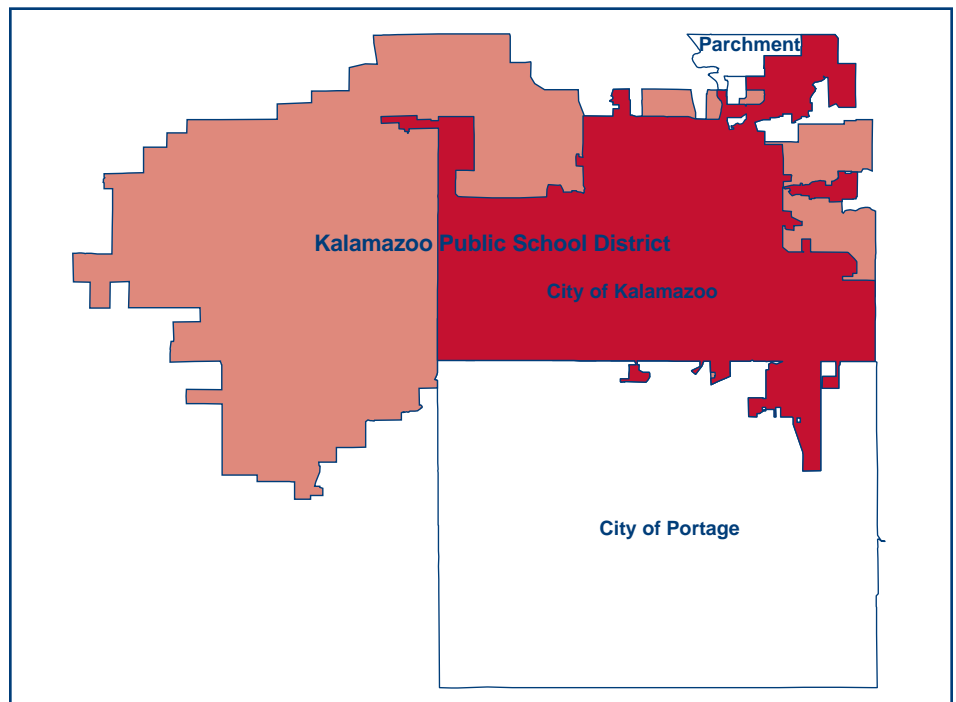 Parchment
Kalamazoo Public School District
City of Kalamazoo
City of Portage